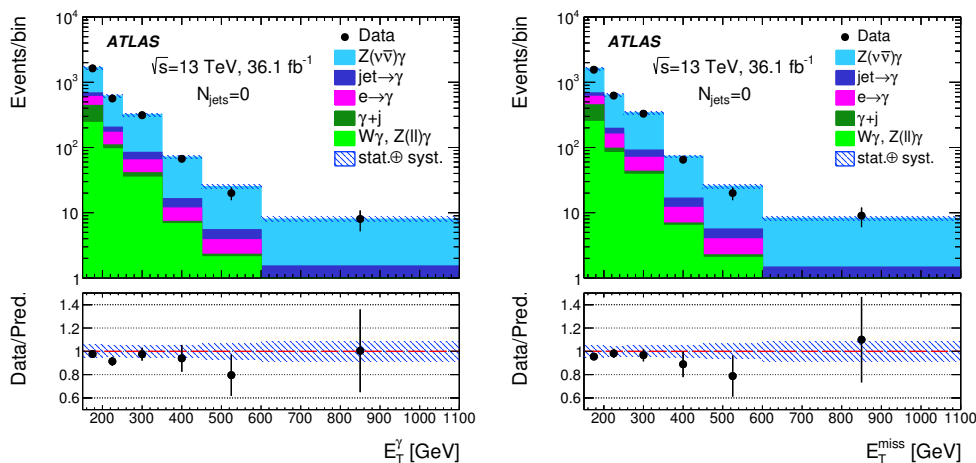 Events/bin
10⁴
10³
10²
10
1
ATLAS
√s=13 TeV, 36.1 fb⁻¹
N_jets=0
Data
Z(νν̄)γ
jet→γ
e→γ
γ+j
Wγ, Z(ll)γ
stat.⊕ syst.
Data/Pred.
1.4
1.2
1
0.8
0.6
200 300 400 500 600 700 800 900 1000 1100
E_T^γ [GeV]
Events/bin
10⁴
10³
10²
10
1
ATLAS
√s=13 TeV, 36.1 fb⁻¹
N_jets=0
Data
Z(νν̄)γ
jet→γ
e→γ
γ+j
Wγ, Z(ll)γ
stat.⊕ syst.
Data/Pred.
1.4
1.2
1
0.8
0.6
200 300 400 500 600 700 800 900 1000 1100
E_T^miss [GeV]